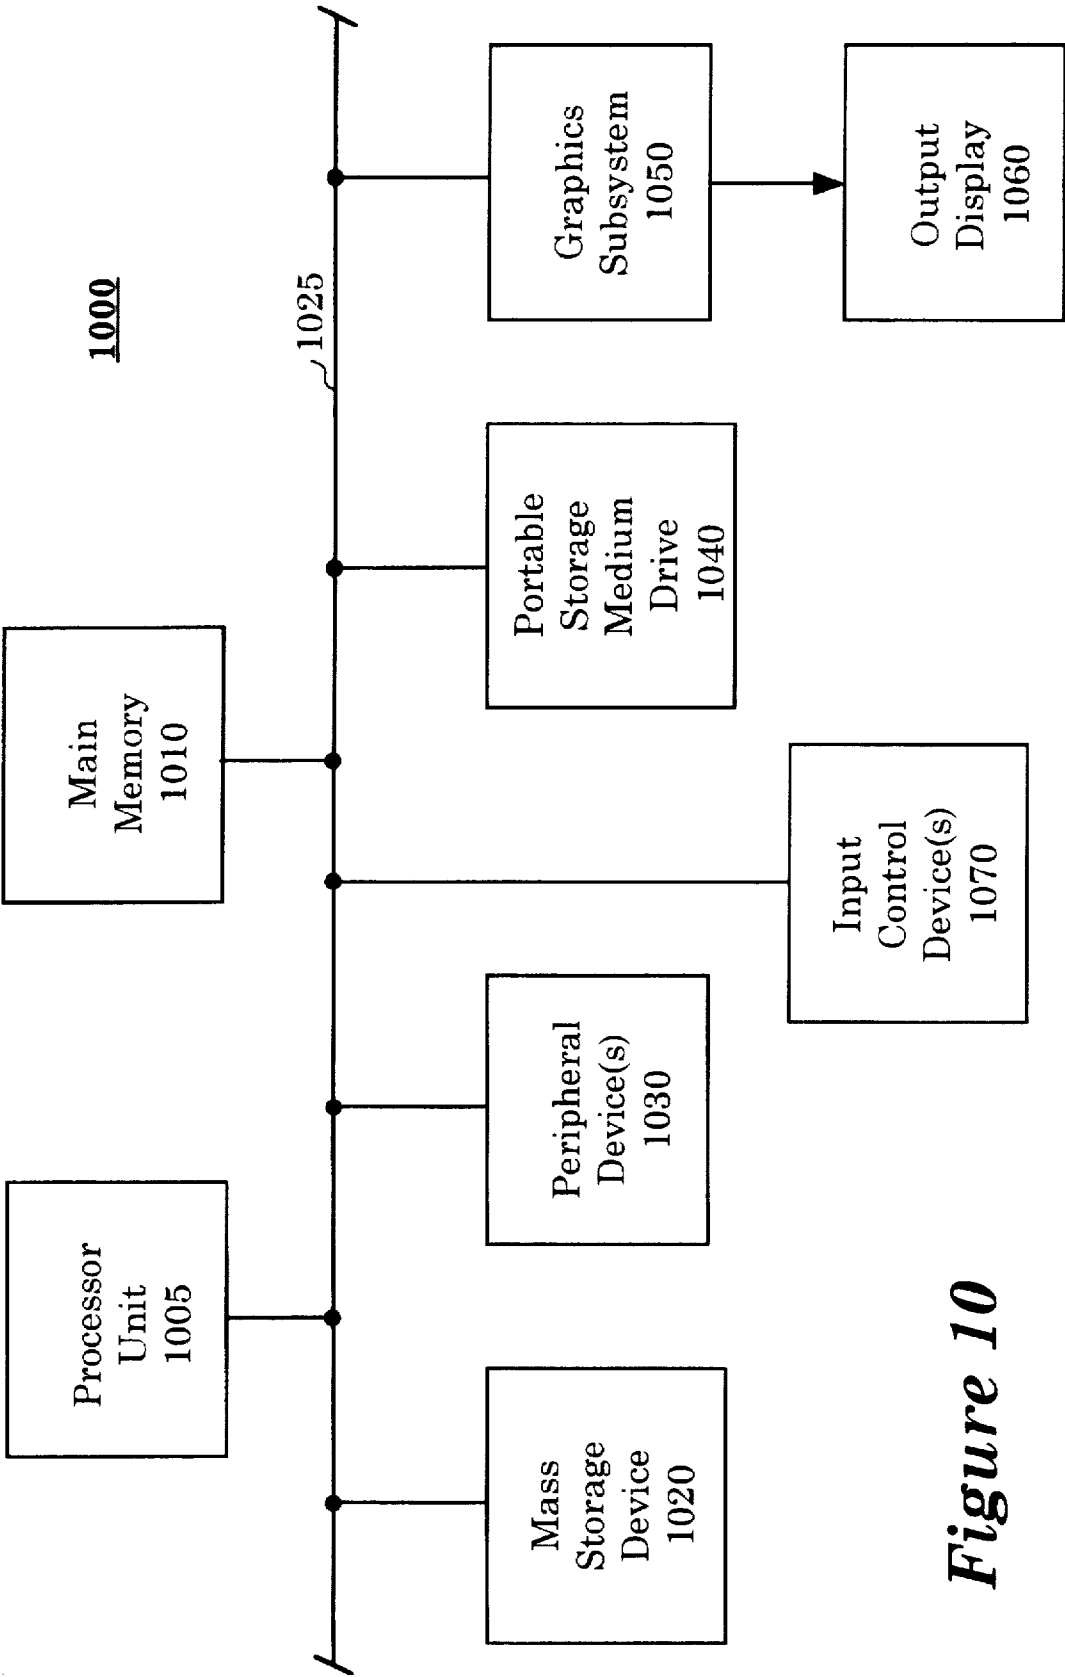 1000
Processor
Unit
1005
Main
Memory
1010
1025
Mass
Storage
Device
1020
Peripheral
Device(s)
1030
Portable
Storage
Medium
Drive
1040
Graphics
Subsystem
1050
Input
Control
Device(s)
1070
Output
Display
1060
Figure 10